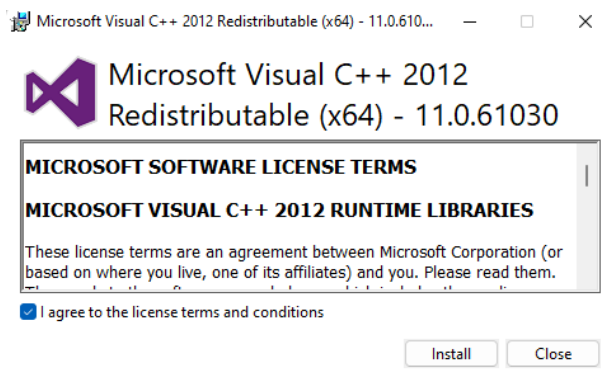 Microsoft Visual C++ 2012 Redistributable (x64) - 11.0.610...
Microsoft Visual C++ 2012
Redistributable (x64) - 11.0.61030
MICROSOFT SOFTWARE LICENSE TERMS
MICROSOFT VISUAL C++ 2012 RUNTIME LIBRARIES
These license terms are an agreement between Microsoft Corporation (or
based on where you live, one of its affiliates) and you. Please read them.
I agree to the license terms and conditions
Install
Close